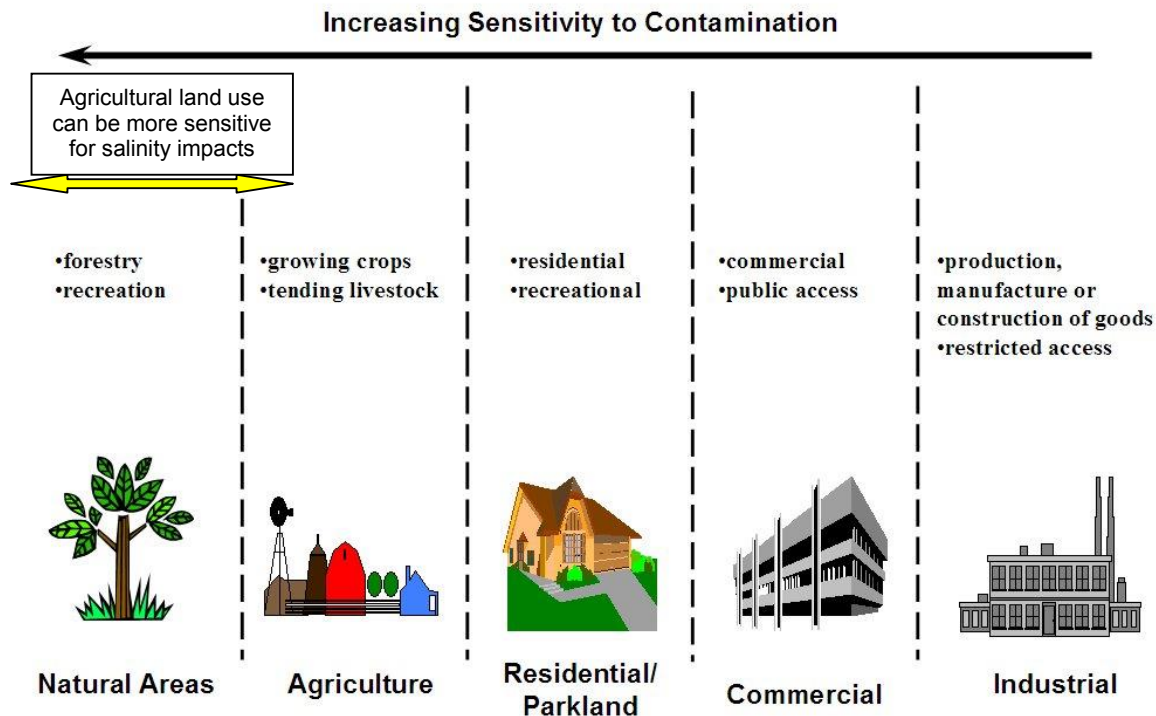 Increasing Sensitivity to Contamination
Agricultural land use
can be more sensitive
for salinity impacts
•forestry
•recreation
•growing crops
•tending livestock
•residential
•recreational
•commercial
•public access
•production,
manufacture or
construction of goods
•restricted access
Natural Areas
Agriculture
Residential/
Parkland
Commercial
Industrial